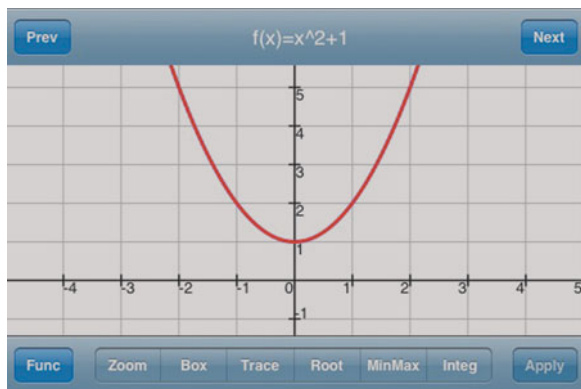 Prev f(x)=x^2+1 Next
5
4
3
2
1
-4 -3 -2 -1 0 1 2 3 4 5
-1
Func Zoom Box Trace Root MinMax Integ Apply